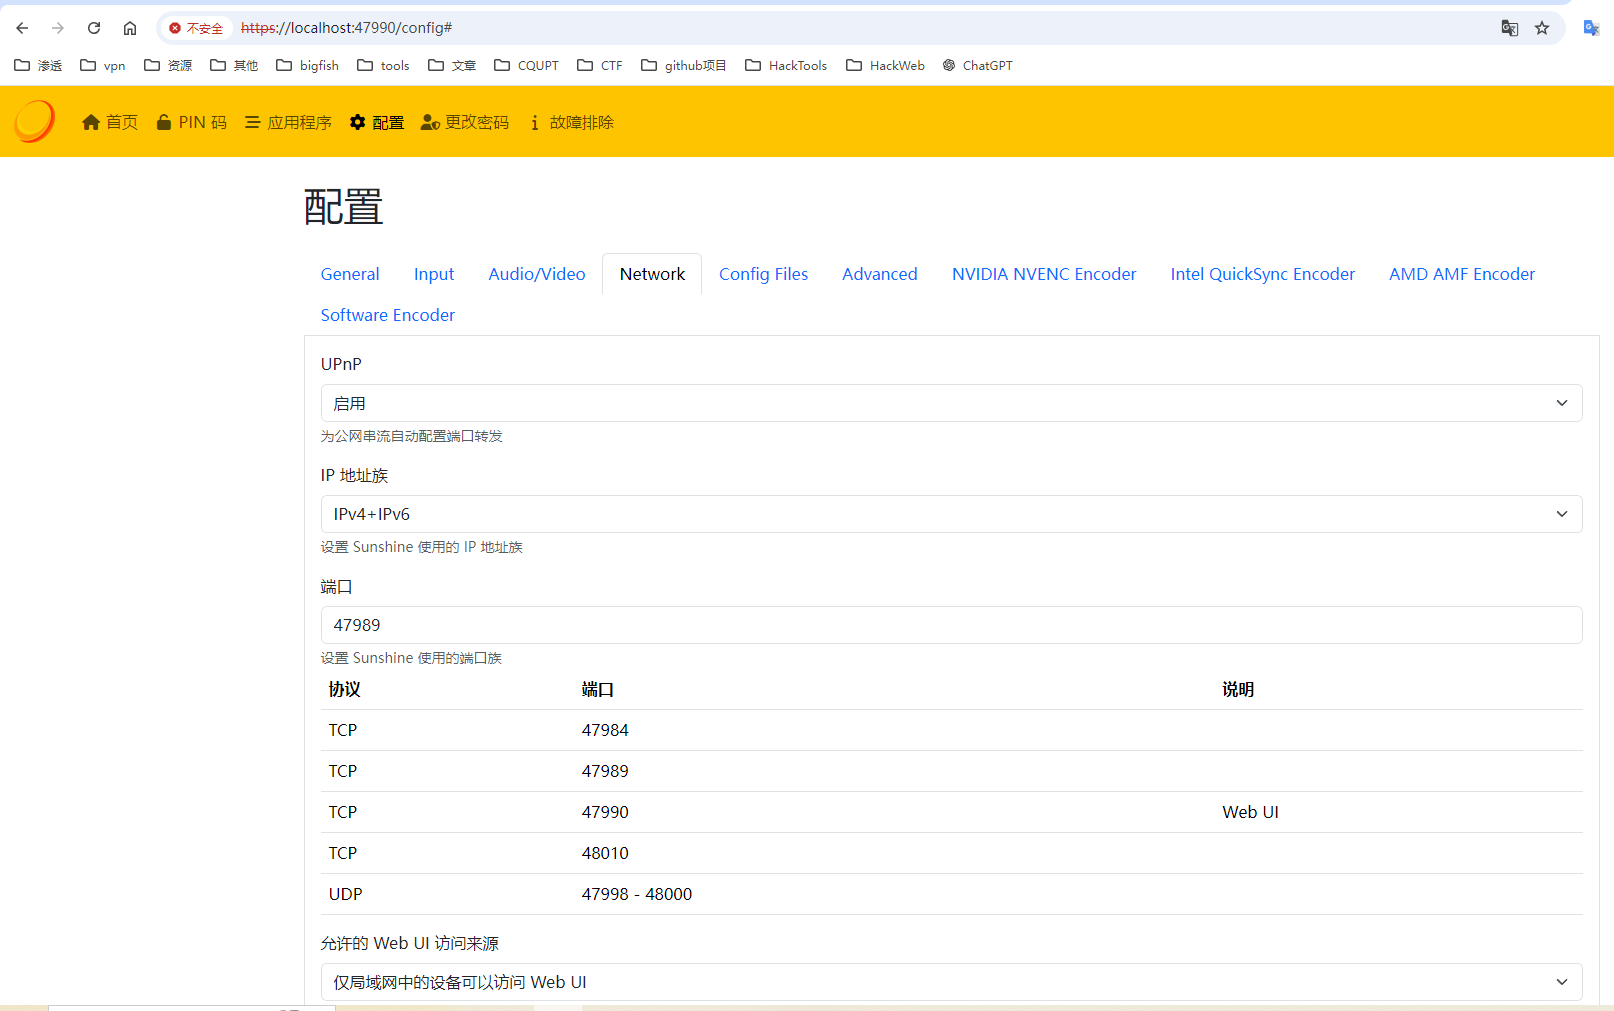 不安全 https://localhost:47990/config#
渗透 vpn 资源 其他 bigfish tools 文章 CQUPT CTF github项目 HackTools HackWeb ChatGPT
首页 PIN 码 应用程序 配置 更改密码 故障排除
配置
General Input Audio/Video Network Config Files Advanced NVIDIA NVENC Encoder Intel QuickSync Encoder AMD AMF Encoder
Software Encoder
UPnP
启用
为公网串流自动配置端口转发
IP 地址族
IPv4+IPv6
设置 Sunshine 使用的 IP 地址族
端口
47989
设置 Sunshine 使用的端口族
协议 端口 说明
TCP 47984
TCP 47989
TCP 47990 Web UI
TCP 48010
UDP 47998 - 48000
允许的 Web UI 访问来源
仅局域网中的设备可以访问 Web UI